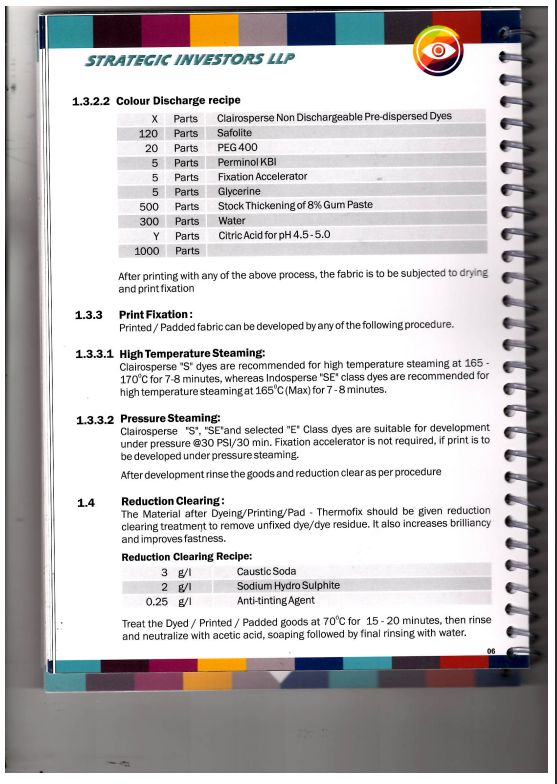 STRATEGIC INVESTORS LLP
1.3.2.2 Colour Discharge recipe
X Parts Clairosperse Non Dischargeable Pre-dispersed Dyes
120 Parts Safolite
20 Parts PEG 400
5 Parts Perminol KBI
5 Parts Fixation Accelerator
5 Parts Glycerine
500 Parts Stock Thickening of 8% Gum Paste
300 Parts Water
Y Parts Citric Acid for pH 4.5 - 5.0
1000 Parts
After printing with any of the above process, the fabric is to be subjected to drying
and print fixation
1.3.3 Print Fixation :
Printed / Padded fabric can be developed by any of the following procedure.
1.3.3.1 High Temperature Steaming:
Clairosperse "S" dyes are recommended for high temperature steaming at 165 -
170°C for 7-8 minutes, whereas Indosperse "SE" class dyes are recommended for
high temperature steaming at 165°C (Max) for 7 - 8 minutes.
1.3.3.2 Pressure Steaming:
Clairosperse "S", "SE"and selected "E" Class dyes are suitable for development
under pressure @30 PSI/30 min. Fixation accelerator is not required, if print is to
be developed under pressure steaming.
After development rinse the goods and reduction clear as per procedure
1.4 Reduction Clearing :
The Material after Dyeing/Printing/Pad - Thermofix should be given reduction
clearing treatment to remove unfixed dye/dye residue. It also increases brilliancy
and improves fastness.
Reduction Clearing Recipe:
3 g/l Caustic Soda
2 g/l Sodium Hydro Sulphite
0.25 g/l Anti-tinting Agent
Treat the Dyed / Printed / Padded goods at 70°C for 15 - 20 minutes, then rinse
and neutralize with acetic acid, soaping followed by final rinsing with water.
06